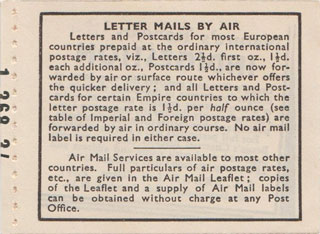 LETTER MAILS BY AIR
Letters and Postcards for most European
countries prepaid at the ordinary international
postage rates, viz., Letters 2½d. first oz., 1½d.
each additional oz., Postcards 1½d., are now for-
warded by air or surface route whichever offers
the quicker delivery ; and all Letters and Post-
cards for certain Empire countries to which the
letter postage rate is 1½d. per half ounce (see
table of Imperial and Foreign postage rates) are
forwarded by air in ordinary course. No air mail
label is required in either case.
Air Mail Services are available to most other
countries. Full particulars of air postage rates,
etc., are given in the Air Mail Leaflet ; copies
of the Leaflet and a supply of Air Mail labels
can be obtained without charge at any Post
Office.